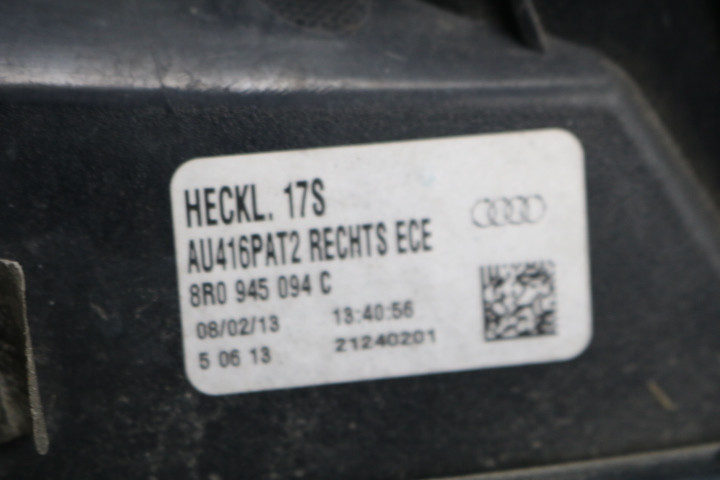 HECKL. 17S
AU416PAT2 RECHTS ECE
8R0 945 094 C
08/02/13 13:40:56
5 06 13 21240201